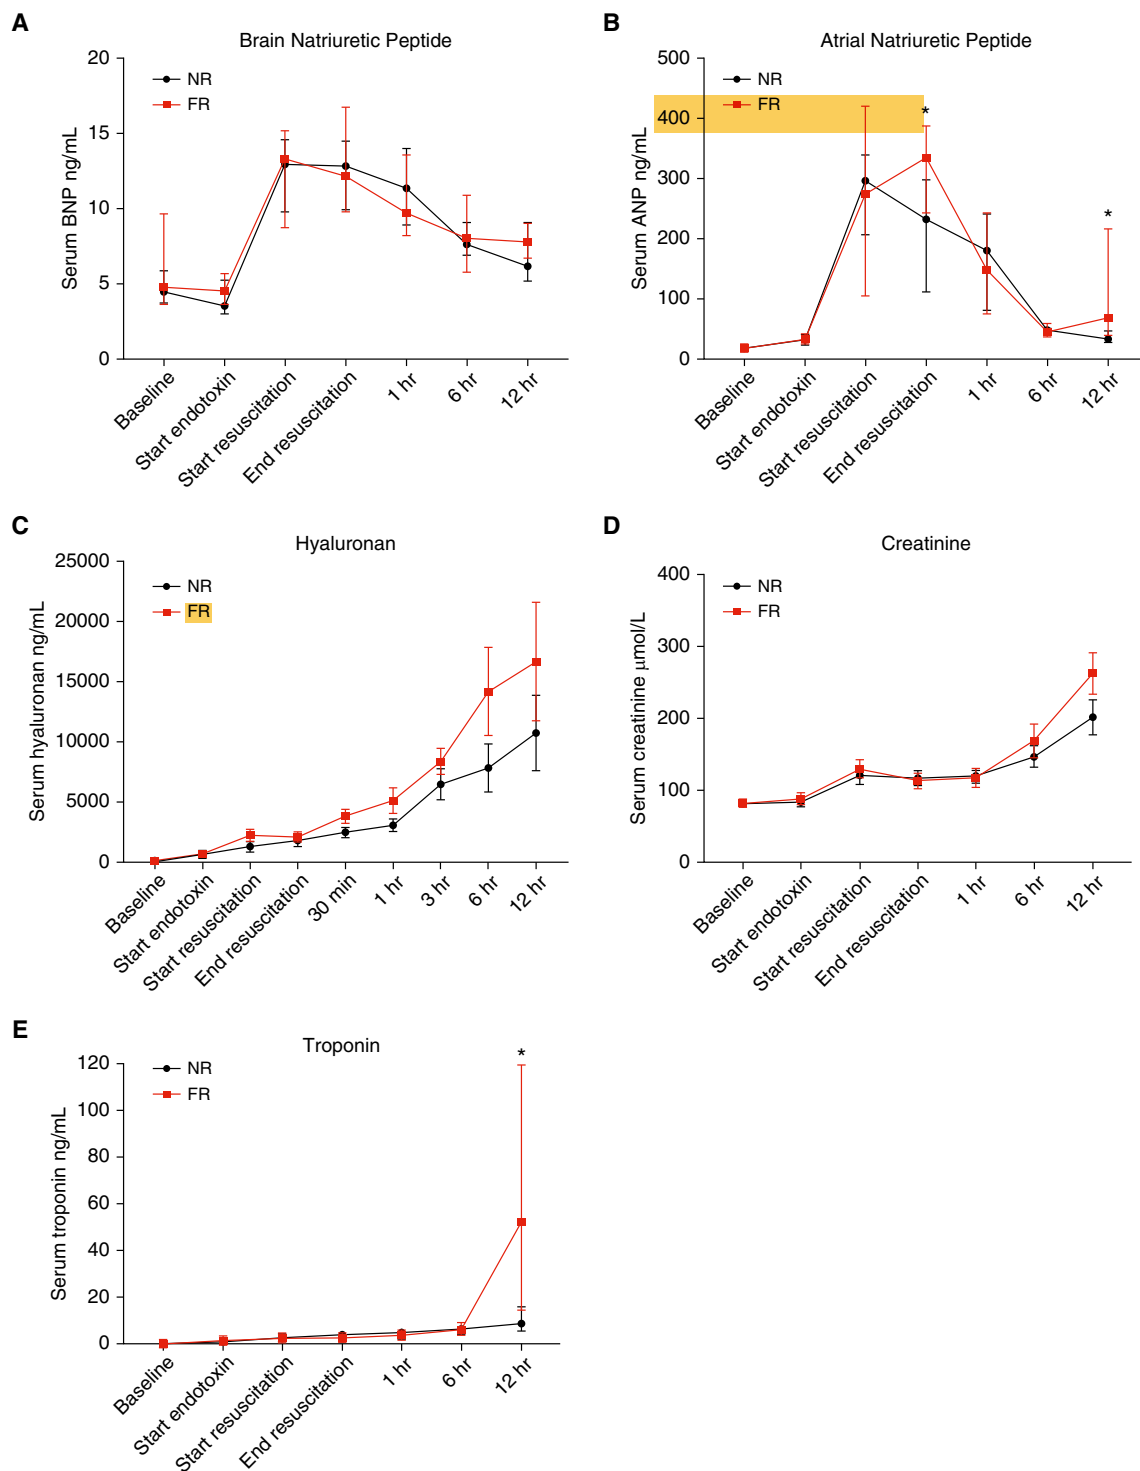 A
Brain Natriuretic Peptide
20
15
10
5
0
Serum BNP ng/mL
NR
FR
Baseline
Start endotoxin
Start resuscitation
End resuscitation
1 hr
6 hr
12 hr
B
Atrial Natriuretic Peptide
500
400
300
200
100
0
Serum ANP ng/mL
NR
FR
*
*
Baseline
Start endotoxin
Start resuscitation
End resuscitation
1 hr
6 hr
12 hr
C
Hyaluronan
25000
20000
15000
10000
5000
0
Serum hyaluronan ng/mL
NR
FR
Baseline
Start endotoxin
Start resuscitation
End resuscitation
30 min
1 hr
3 hr
6 hr
12 hr
D
Creatinine
400
300
200
100
0
Serum creatinine μmol/L
NR
FR
Baseline
Start endotoxin
Start resuscitation
End resuscitation
1 hr
6 hr
12 hr
E
Troponin
120
100
80
60
40
20
0
Serum troponin ng/mL
NR
FR
*
Baseline
Start endotoxin
Start resuscitation
End resuscitation
1 hr
6 hr
12 hr